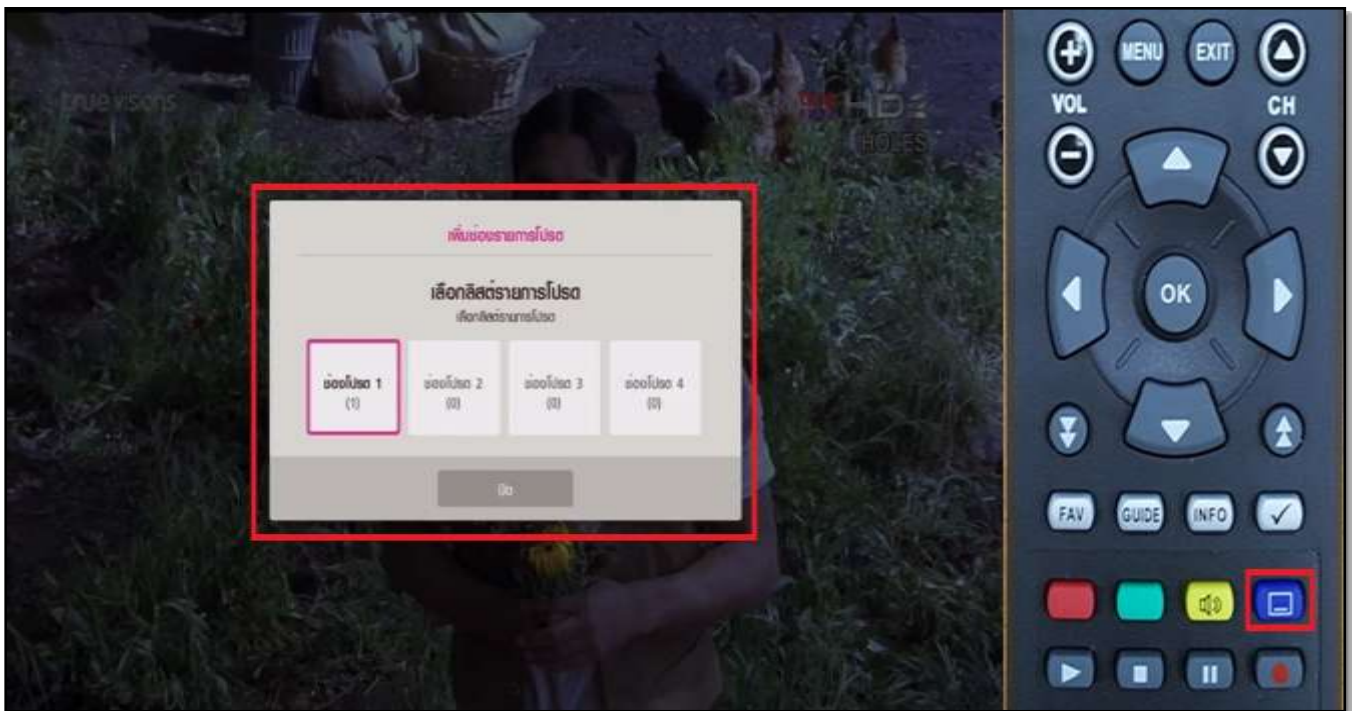 true visions
true HD3
HOLES
เพิ่มช่องรายการโปรด
เลือกลิสต์รายการโปรด
เลือกลิสต์รายการโปรด
ช่องโปรด 1
(1)
ช่องโปรด 2
(0)
ช่องโปรด 3
(0)
ช่องโปรด 4
(0)
ปิด
MENU
EXIT
VOL
CH
OK
FAV
GUIDE
INFO